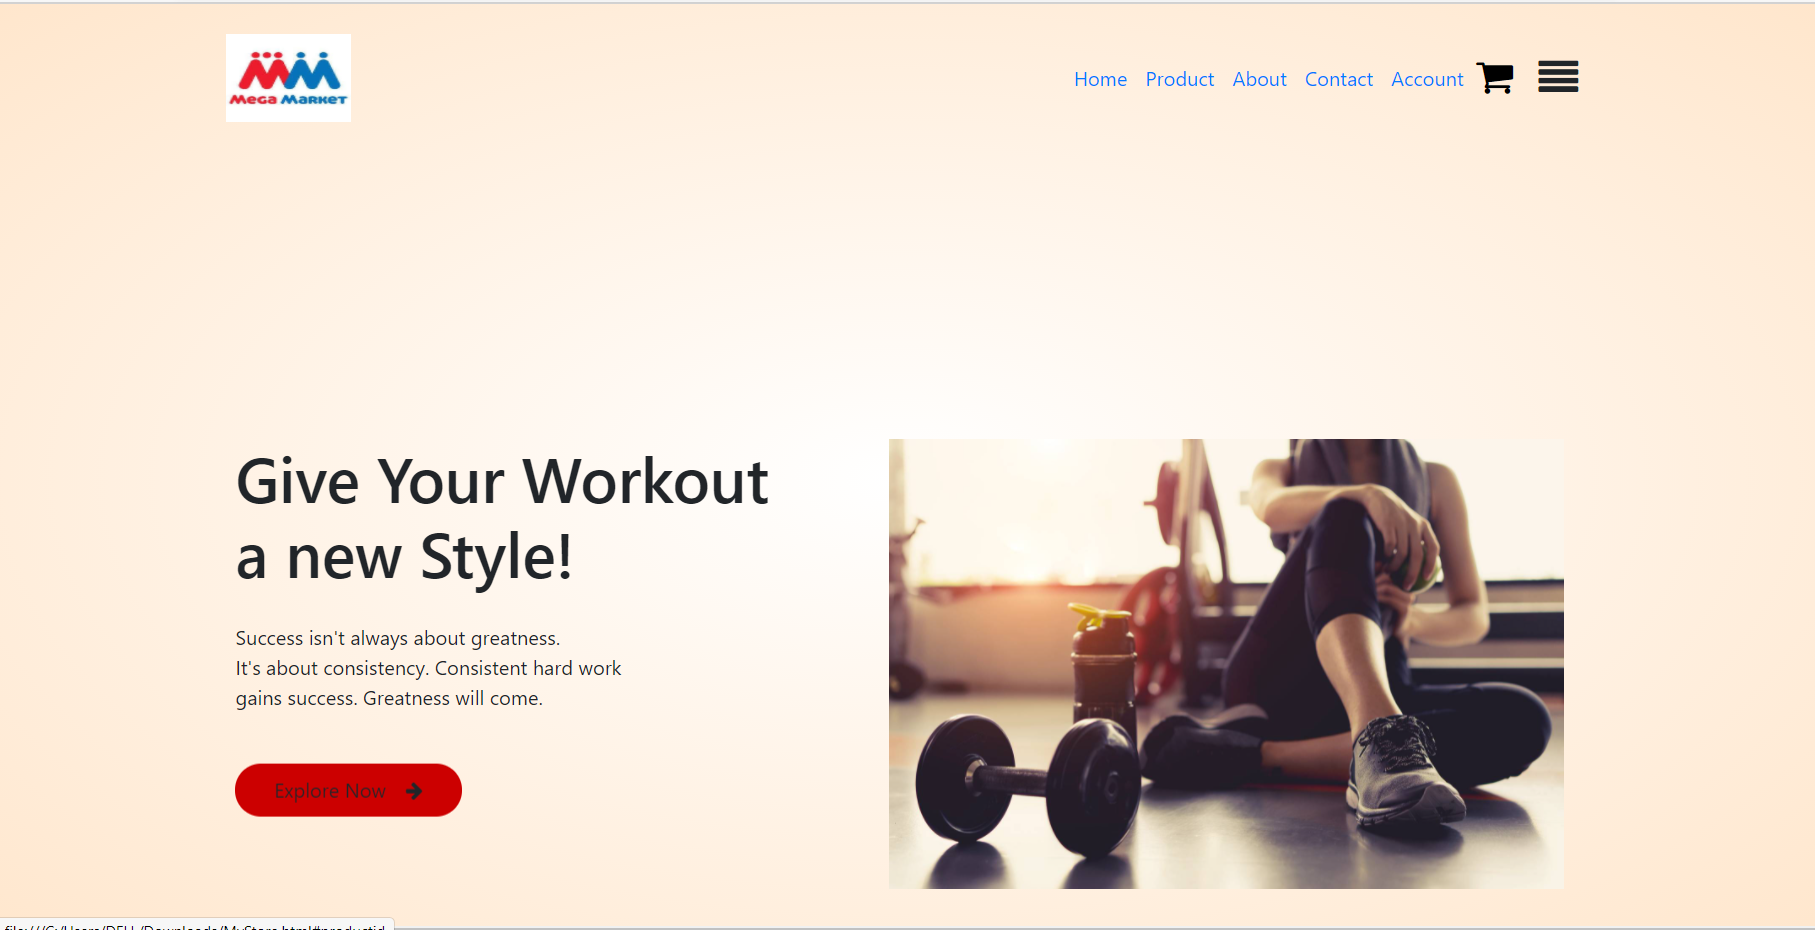 Mega Market
Home Product About Contact Account
Give Your Workout
a new Style!
Success isn't always about greatness.
It's about consistency. Consistent hard work
gains success. Greatness will come.
Explore Now